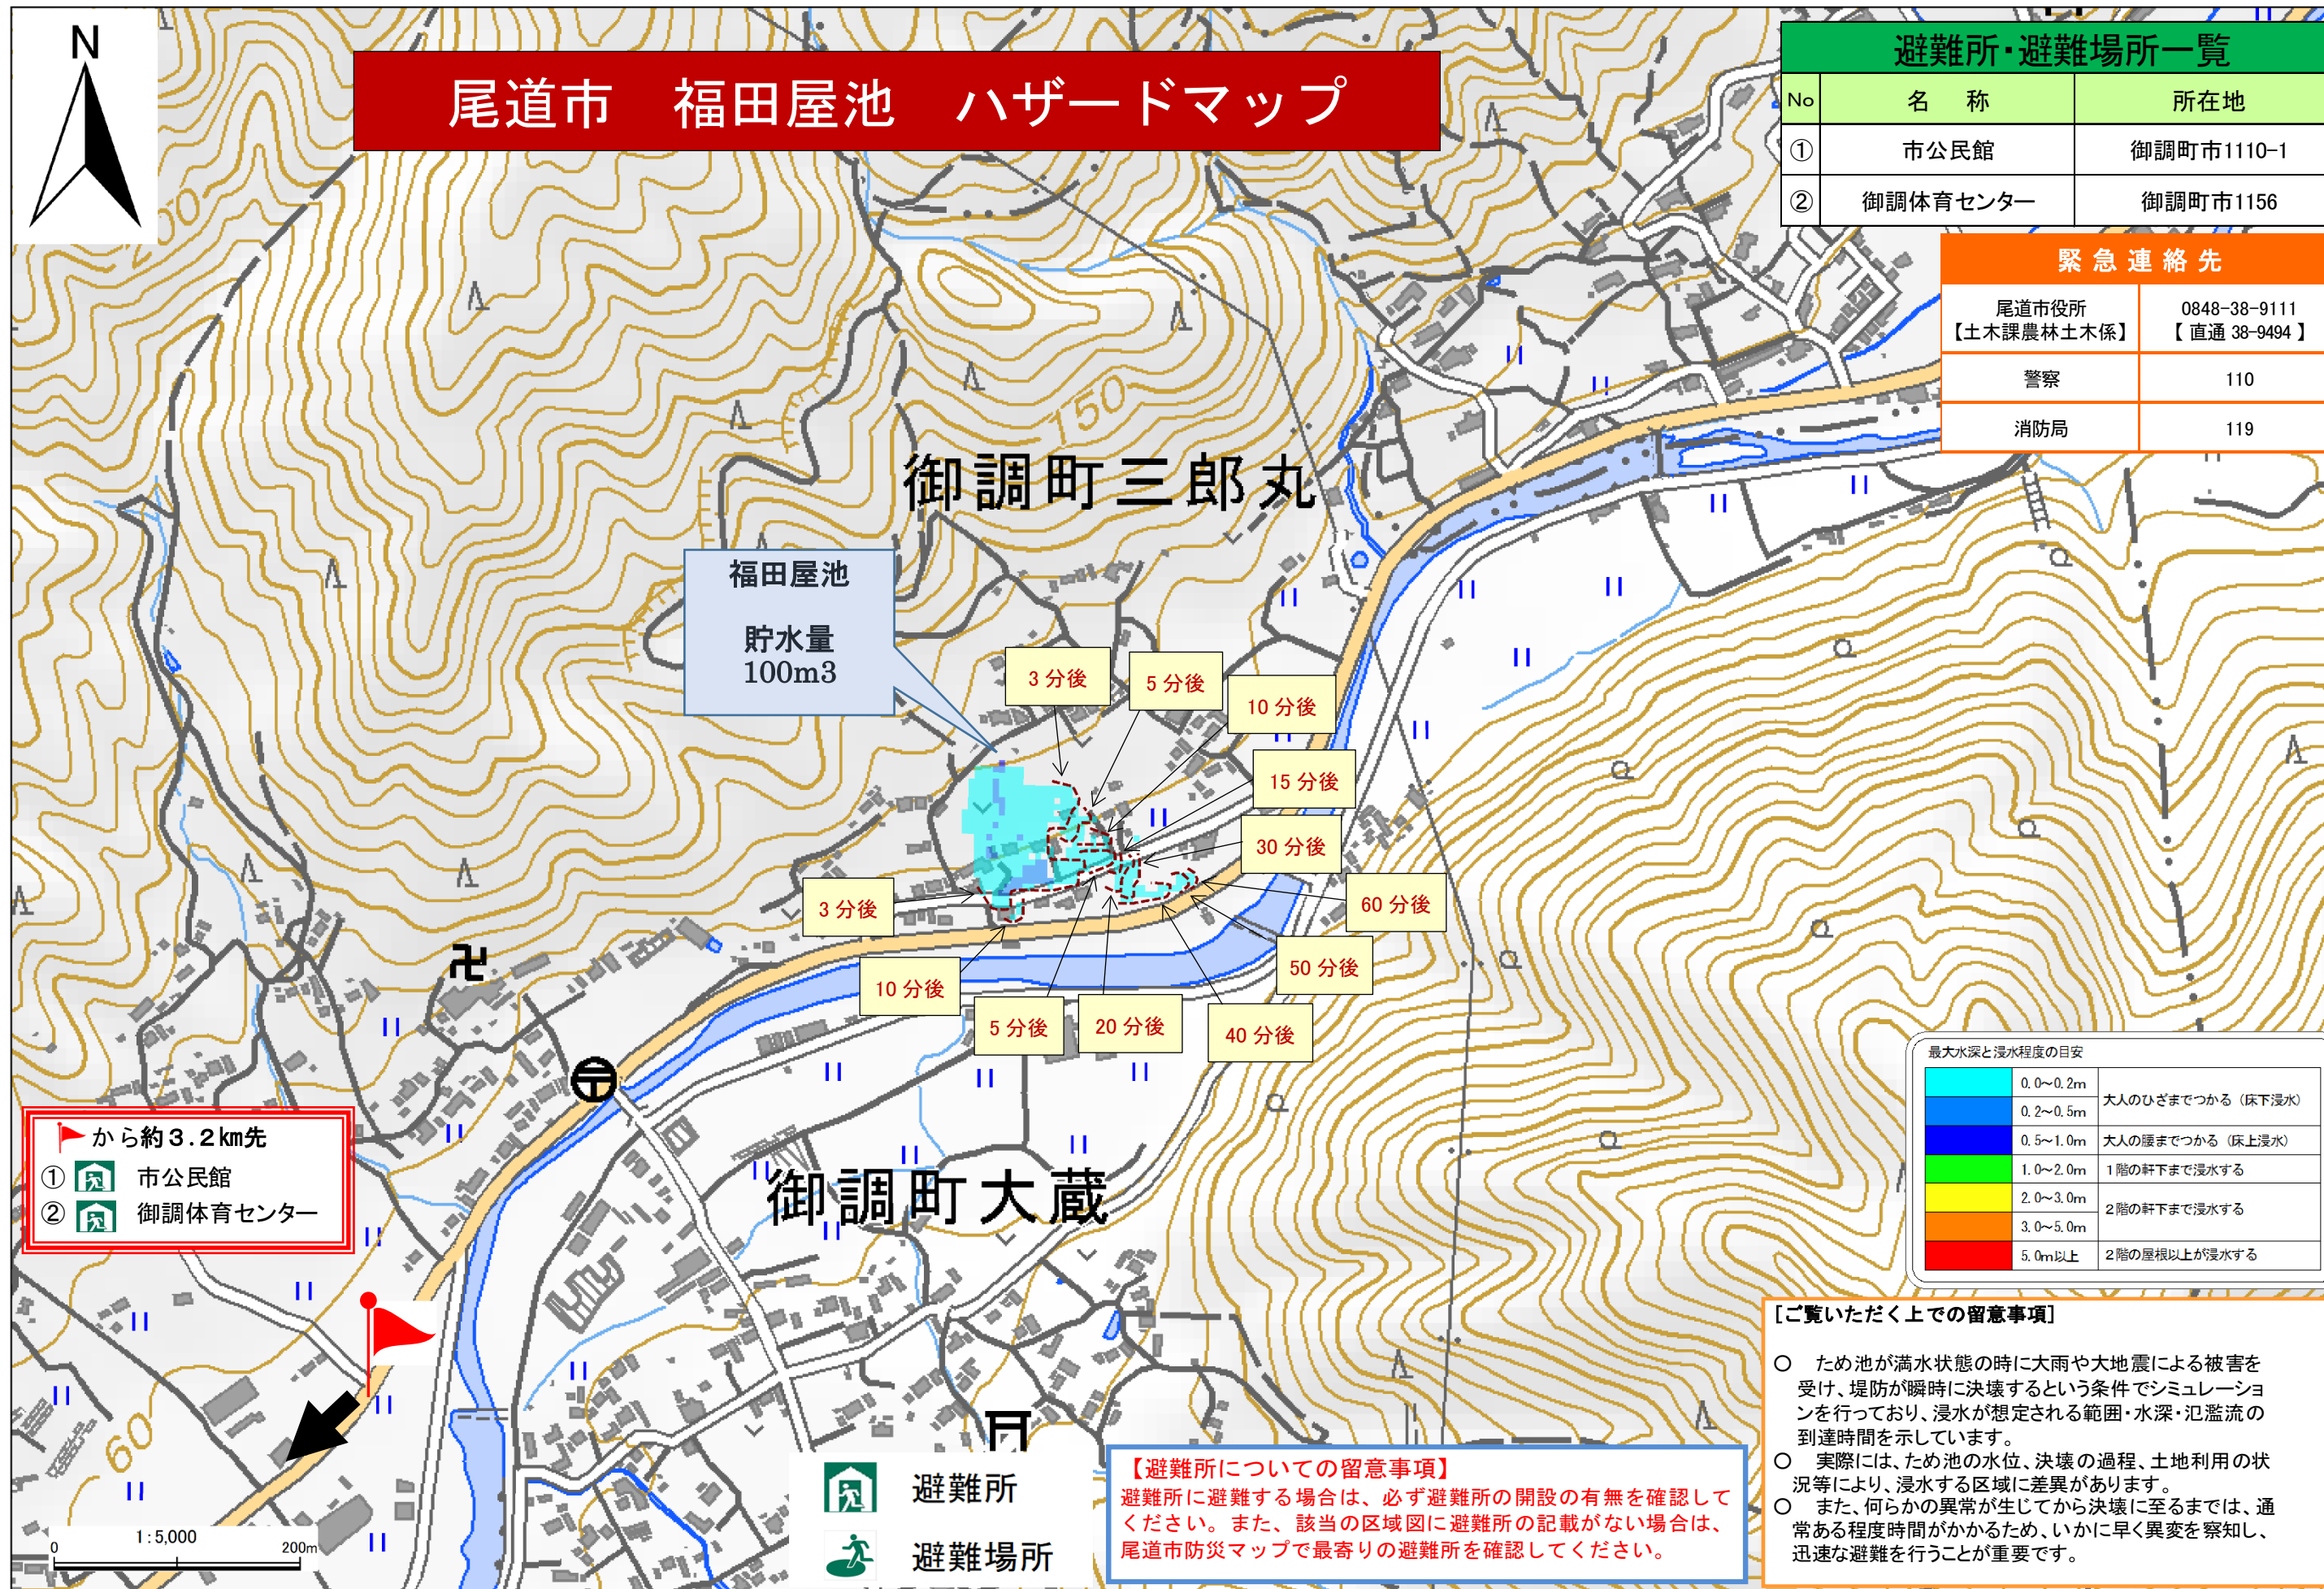 N
尾道市　福田屋池　ハザードマップ
避難所・避難場所一覧
No 名　称 所在地
① 市公民館 御調町市1110-1
② 御調体育センター 御調町市1156
緊急連絡先
尾道市役所
【土木課農林土木係】
0848-38-9111
【 直通 38-9494 】
警察 110
消防局 119
200
150
御調町三郎丸
福田屋池
貯水量
100m3
3 分後
5 分後
10 分後
15 分後
30 分後
3 分後
60 分後
50 分後
10 分後
5 分後
20 分後
40 分後
御調町大蔵
から約３.２km先
① 市公民館
② 御調体育センター
60
1:5,000
0 200m
避難所
避難場所
【避難所についての留意事項】
避難所に避難する場合は、必ず避難所の開設の有無を確認して
ください。また、該当の区域図に避難所の記載がない場合は、
尾道市防災マップで最寄りの避難所を確認してください。
最大水深と浸水程度の目安
0.0～0.2m
0.2～0.5m
大人のひざまでつかる（床下浸水）
0.5～1.0m 大人の腰までつかる（床上浸水）
1.0～2.0m 1階の軒下まで浸水する
2.0～3.0m
3.0～5.0m
2階の軒下まで浸水する
5.0m以上 2階の屋根以上が浸水する
［ご覧いただく上での留意事項］
○　ため池が満水状態の時に大雨や大地震による被害を
受け、堤防が瞬時に決壊するという条件でシミュレーショ
ンを行っており、浸水が想定される範囲・水深・氾濫流の
到達時間を示しています。
○　実際には、ため池の水位、決壊の過程、土地利用の状
況等により、浸水する区域に差異があります。
○　また、何らかの異常が生じてから決壊に至るまでは、通
常ある程度時間がかかるため、いかに早く異変を察知し、
迅速な避難を行うことが重要です。